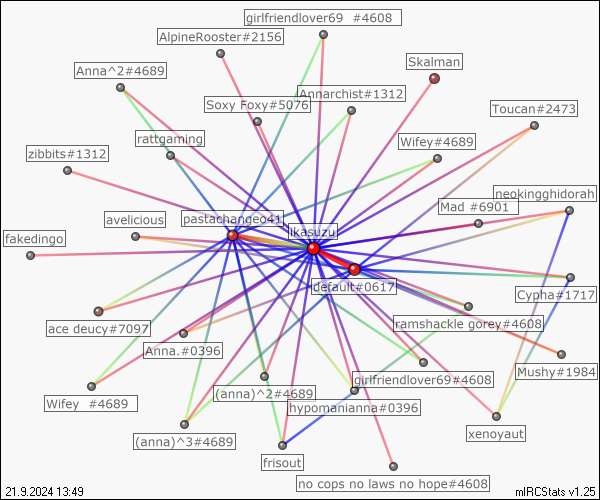 girlfriendlover69  #4608
AlpineRooster#2156
Skalman
Anna^2#4689
Annarchist#1312
Soxy Foxy#5076
Toucan#2473
rattgaming
Wifey#4689
zibbits#1312
neokingghidorah
Mad #6901
avelicious
pastachangeo41
ikasuzu
fakedingo
default#0617
Cypha#1717
ace deucy#7097
ramshackle gorey#4608
Anna.#0396
Mushy#1984
girlfriendlover69#4608
(anna)^2#4689
Wifey  #4689
hypomanianna#0396
(anna)^3#4689
xenoyaut
frisout
no cops no laws no hope#4608
21.9.2024 13:49
mIRCStats v1.25